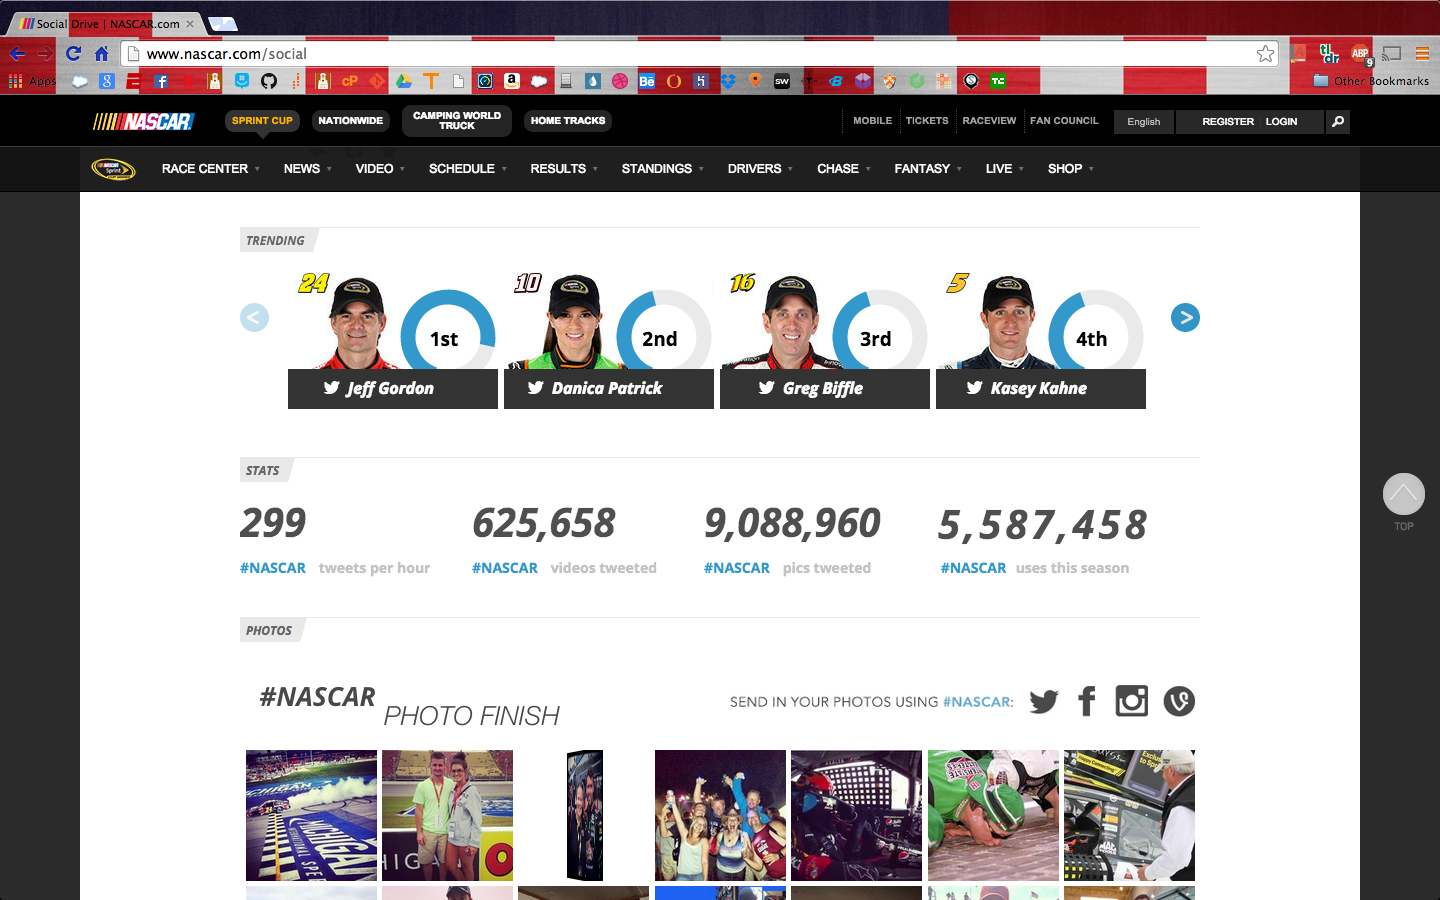 Social Drive | NASCAR.com
www.nascar.com/social
Apps
Other Bookmarks
NASCAR
SPRINT CUP
NATIONWIDE
CAMPING WORLD
TRUCK
HOME TRACKS
MOBILE
TICKETS
RACEVIEW
FAN COUNCIL
English
REGISTER
LOGIN
RACE CENTER
NEWS
VIDEO
SCHEDULE
RESULTS
STANDINGS
DRIVERS
CHASE
FANTASY
LIVE
SHOP
TRENDING
24
1st
Jeff Gordon
10
2nd
Danica Patrick
16
3rd
Greg Biffle
5
4th
Kasey Kahne
STATS
299
#NASCAR tweets per hour
625,658
#NASCAR videos tweeted
9,088,960
#NASCAR pics tweeted
5,587,458
#NASCAR uses this season
TOP
PHOTOS
#NASCAR
PHOTO FINISH
SEND IN YOUR PHOTOS USING #NASCAR: